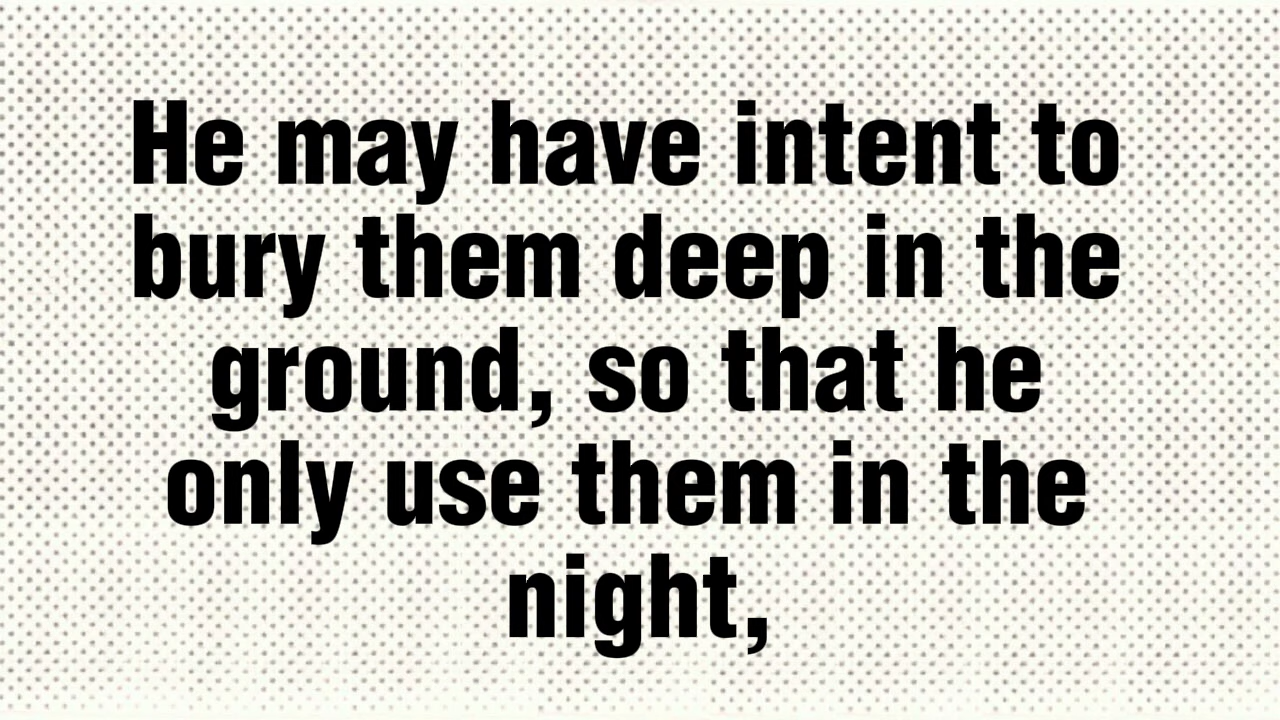 He may have intent to
bury them deep in the
ground, so that he
only use them in the
night,